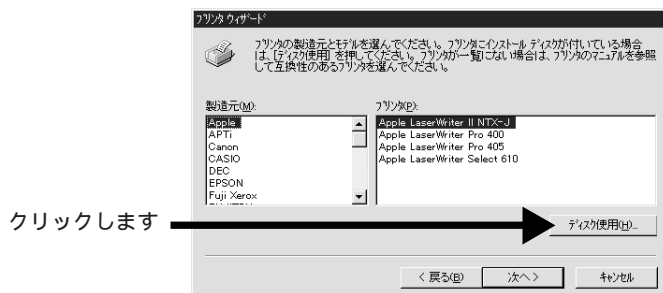 プリンタ ウィザード
プリンタの製造元とモデルを選んでください。プリンタにインストール ディスクが付いている場合
は、[ディスク使用] を押してください。プリンタが一覧にない場合は、プリンタのマニュアルを参照
して互換性のあるプリンタを選んでください。
製造元(M):
プリンタ(P):
Apple
APTi
Canon
CASIO
DEC
EPSON
Fuji Xerox
Apple LaserWriter II NTX-J
Apple LaserWriter Pro 400
Apple LaserWriter Pro 405
Apple LaserWriter Select 610
クリックします
ディスク使用(H)...
< 戻る(B)
次へ >
キャンセル